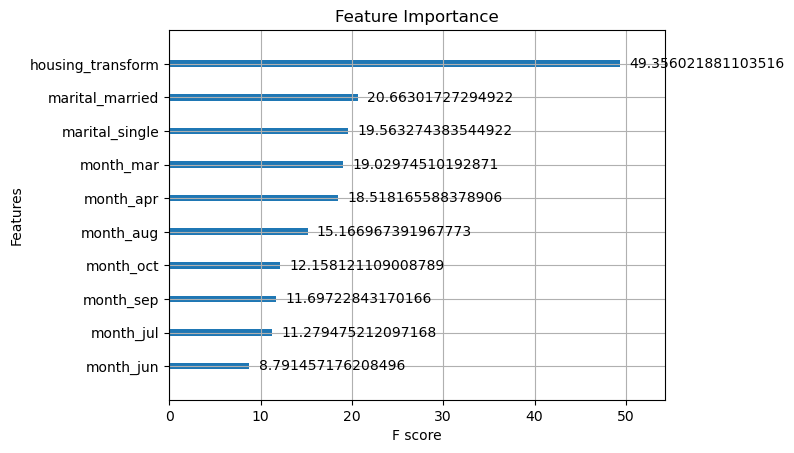 Feature Importance
housing_transform 49.356021881103516
marital_married 20.66301727294922
marital_single 19.563274383544922
month_mar 19.02974510192871
month_apr 18.518165588378906
month_aug 15.166967391967773
month_oct 12.158121109008789
month_sep 11.69722843170166
month_jul 11.279475212097168
month_jun 8.791457176208496
Features
0 10 20 30 40 50
F score